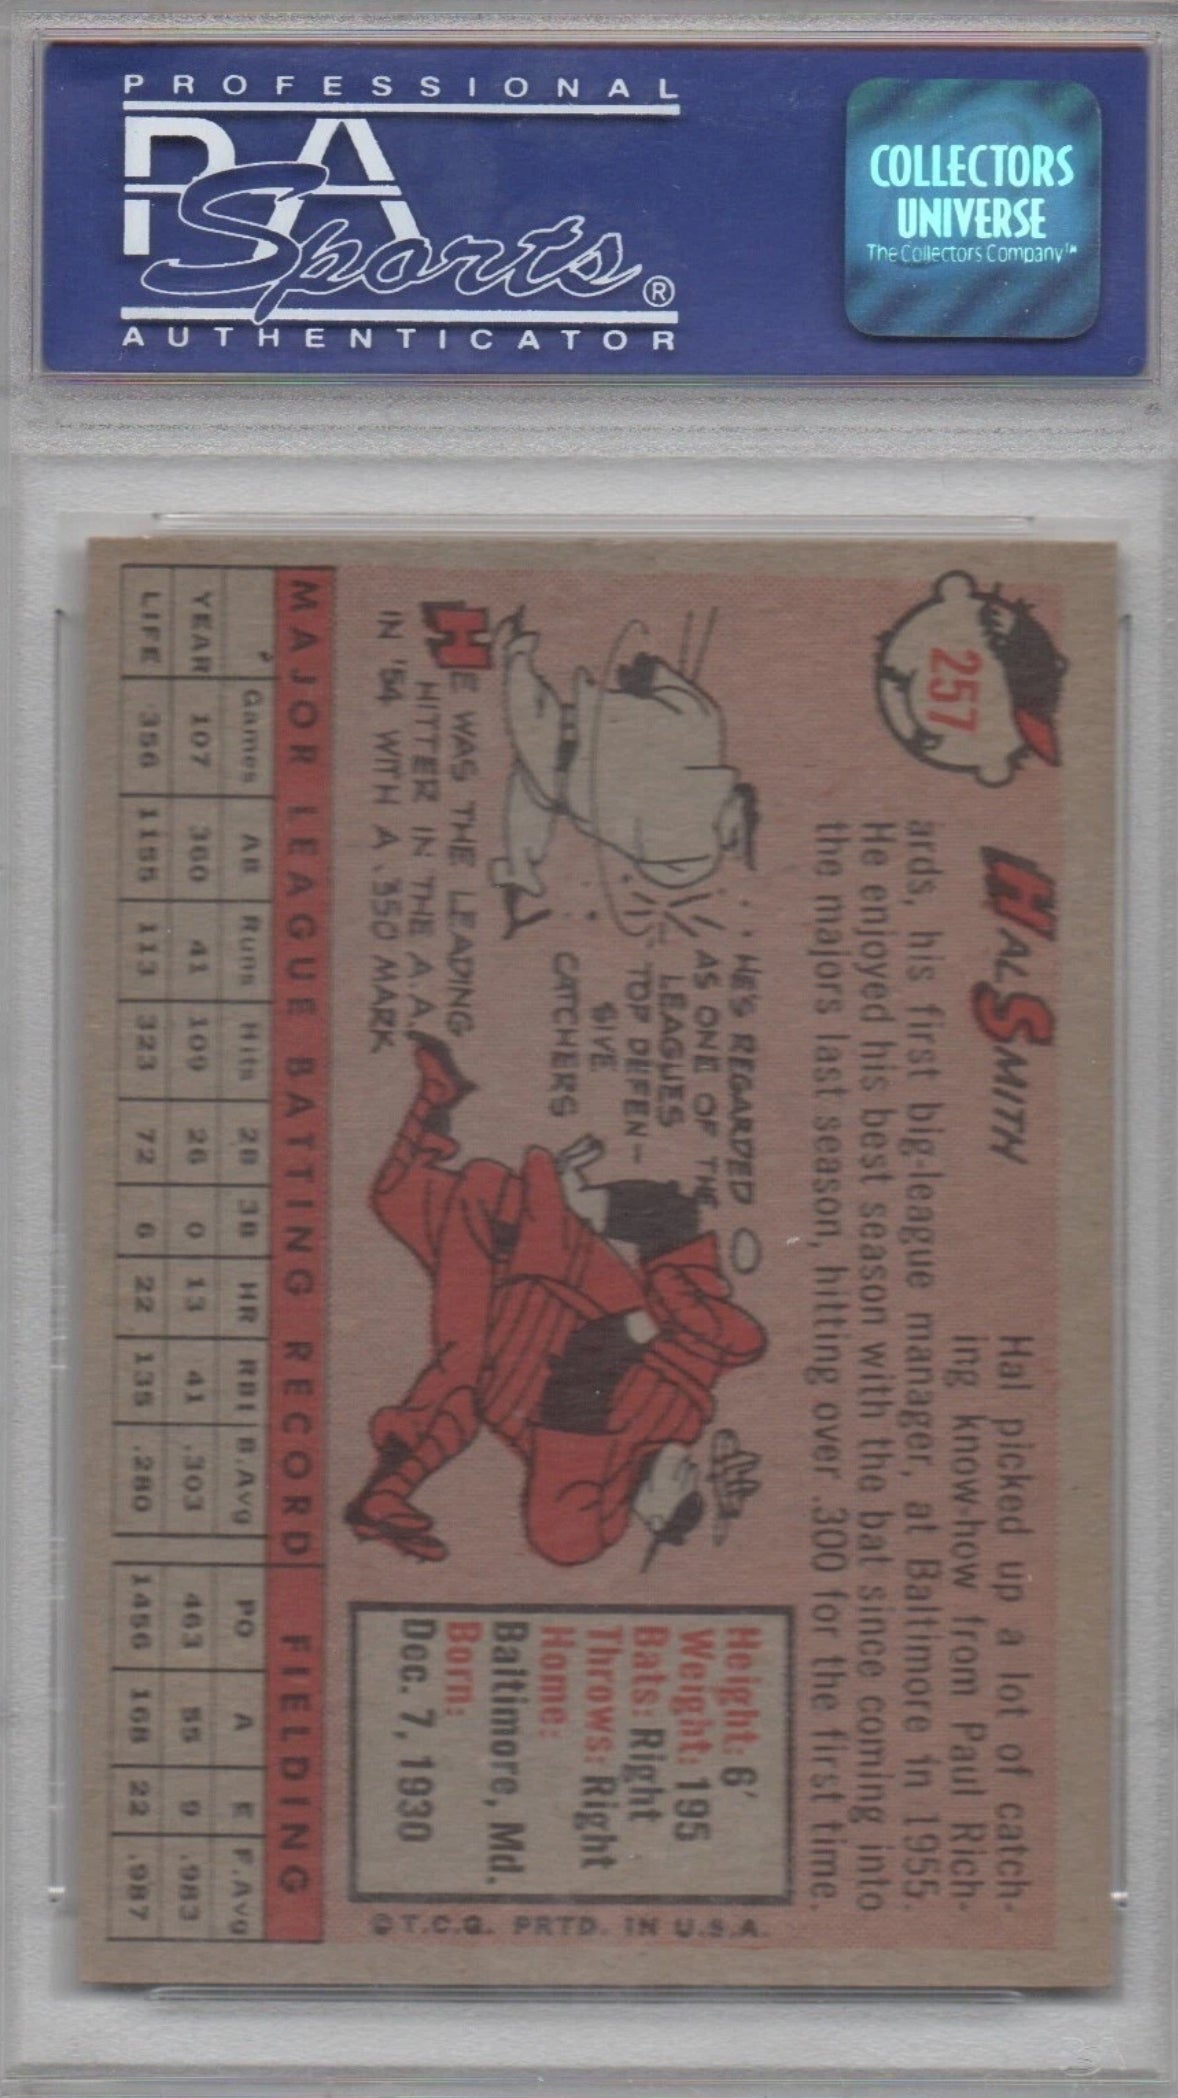 PROFESSIONAL
PSA
Sports®
AUTHENTICATOR
COLLECTORS
UNIVERSE
The Collectors Company™
257
HAL SMITH
Hal picked up a lot of catch-
ing know-how from Paul Rich-
ards, his first big-league manager, at Baltimore in 1955.
He enjoyed his best season with the bat since coming into
the majors last season, hitting over .300 for the first time.
HE'S REGARDED
AS ONE OF THE
LEAGUES
TOP DEFEN-
SIVE
CATCHERS
HE WAS THE LEADING
HITTER IN THE A.A.
IN '54 WITH A .350 MARK
Height: 6'
Weight: 195
Bats: Right
Throws: Right
Home:
Baltimore, Md.
Born:
Dec. 7, 1930
©T.C.G. PRTD. IN U.S.A.
MAJOR LEAGUE BATTING RECORD FIELDING
Games AB Runs Hits 2B 3B HR RBI B.Avg PO A E F.Avg
YEAR 107 360 41 109 26 0 13 41 .303 463 55 9 .983
LIFE 356 1155 113 323 72 6 22 135 .280 1456 168 22 .987